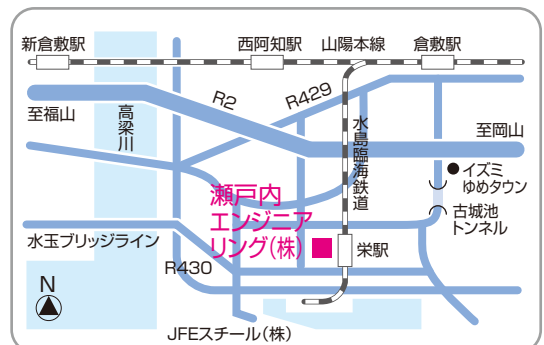 新倉敷駅
西阿知駅
山陽本線
倉敷駅
至福山
高梁川
R2
R429
水島臨海鉄道
至岡山
イズミ
ゆめタウン
古城池
トンネル
瀬戸内
エンジニア
リング(株)
栄駅
水玉ブリッジライン
R430
N
JFEスチール(株)